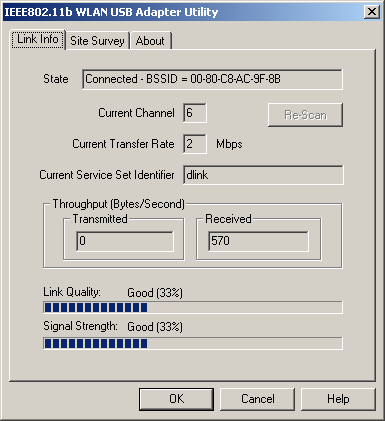 IEEE802.11b WLAN USB Adapter Utility
Link Info Site Survey About
State Connected - BSSID = 00-80-C8-AC-9F-8B
Current Channel 6 Re-Scan
Current Transfer Rate 2 Mbps
Current Service Set Identifier dlink
Throughput (Bytes/Second)
Transmitted Received
0 570
Link Quality: Good (33%)
Signal Strength: Good (33%)
OK Cancel Help